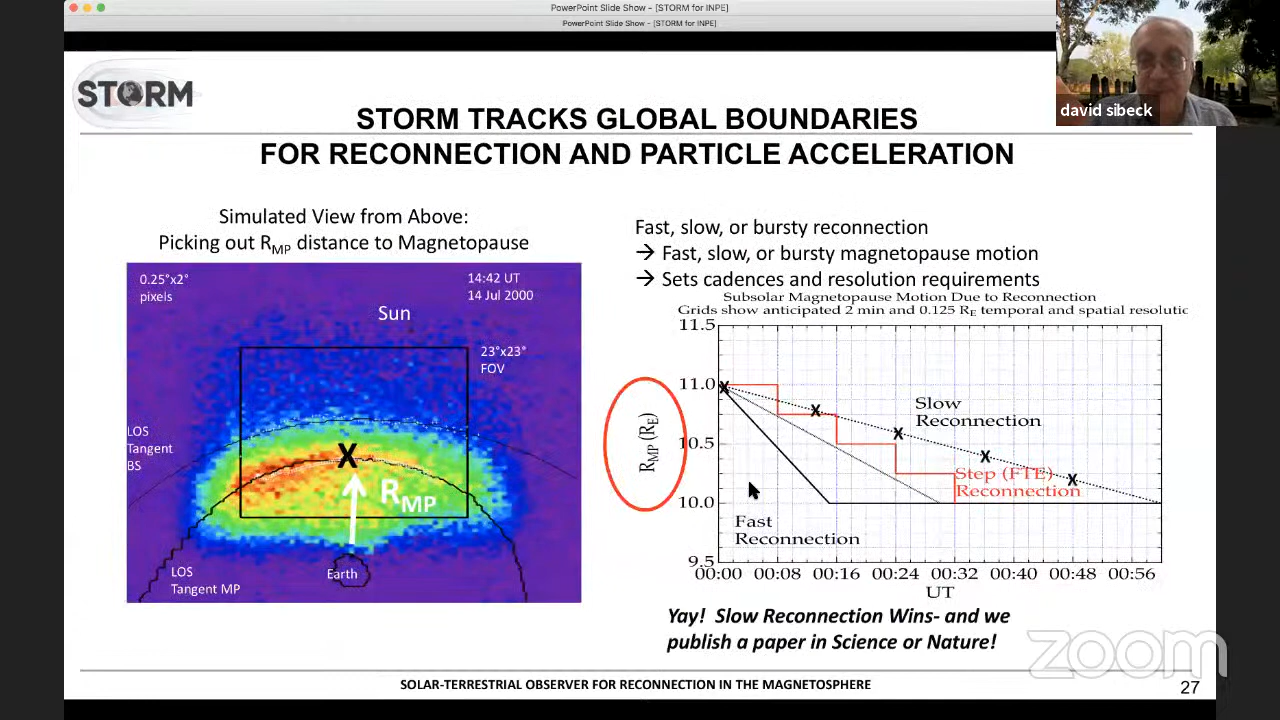 PowerPoint Slide Show - [STORM for INPE]
PowerPoint Slide Show - [STORM for INPE]
david sibeck
STORM
STORM TRACKS GLOBAL BOUNDARIES
FOR RECONNECTION AND PARTICLE ACCELERATION
Simulated View from Above:
Picking out RMP distance to Magnetopause
0.25°x2°
pixels
14:42 UT
14 Jul 2000
Sun
23°x23°
FOV
LOS
Tangent
BS
X
RMP
Earth
LOS
Tangent MP
Fast, slow, or bursty reconnection
→ Fast, slow, or bursty magnetopause motion
→ Sets cadences and resolution requirements
Subsolar Magnetopause Motion Due to Reconnection
Grids show anticipated 2 min and 0.125 RE temporal and spatial resolutic
11.5
11.0
10.5
10.0
9.5
RMP (RE)
X
X
X
X
X
Slow
Reconnection
Step (FTE)
Reconnection
Fast
Reconnection
00:00 00:08 00:16 00:24 00:32 00:40 00:48 00:56
UT
Yay! Slow Reconnection Wins- and we
publish a paper in Science or Nature!
zoom
SOLAR-TERRESTRIAL OBSERVER FOR RECONNECTION IN THE MAGNETOSPHERE
27